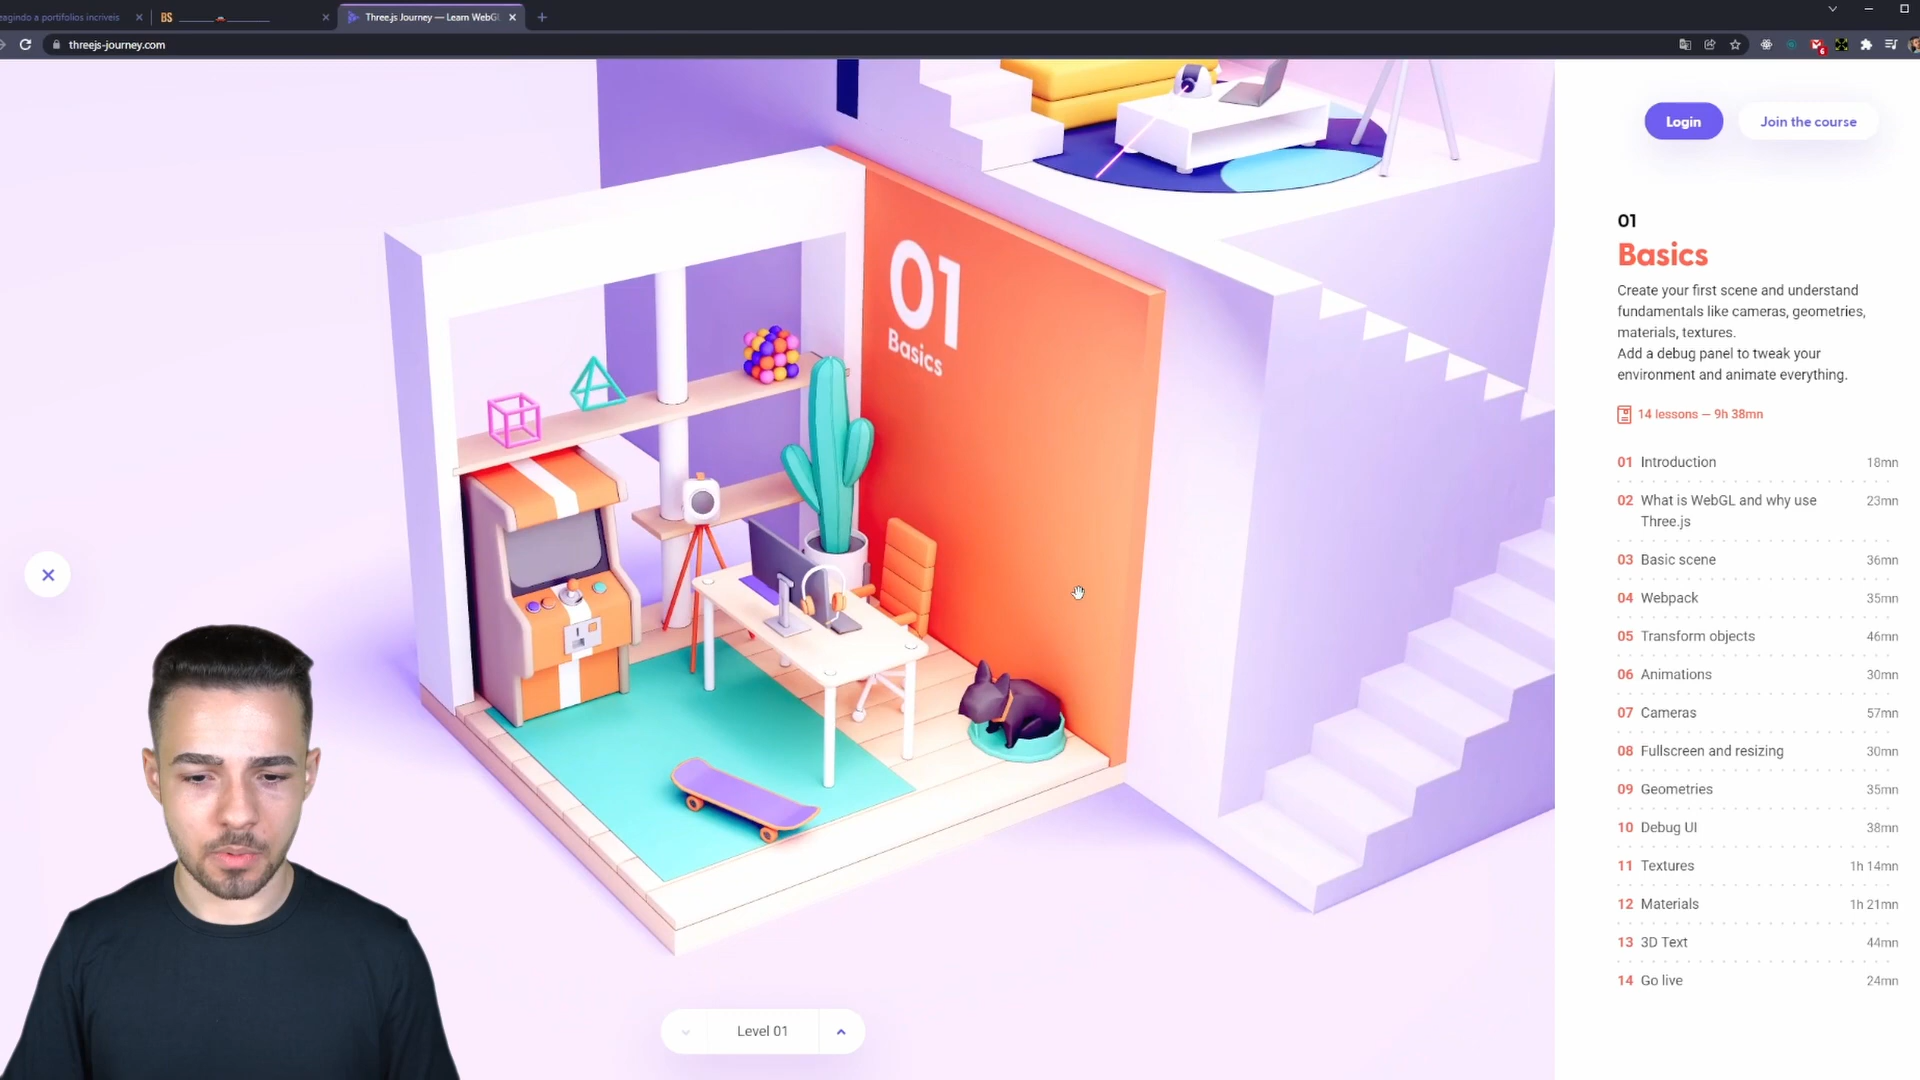 eagindo a portifolios incriveis
BS
Three.js Journey — Learn WebGL
threejs-journey.com
6
Login
Join the course
01
Basics
01
Basics
Create your first scene and understand
fundamentals like cameras, geometries,
materials, textures.
Add a debug panel to tweak your
environment and animate everything.
14 lessons — 9h 38mn
01 Introduction 18mn
02 What is WebGL and why use 23mn
Three.js
03 Basic scene 36mn
04 Webpack 35mn
05 Transform objects 46mn
06 Animations 30mn
07 Cameras 57mn
08 Fullscreen and resizing 30mn
09 Geometries 35mn
10 Debug UI 38mn
11 Textures 1h 14mn
12 Materials 1h 21mn
13 3D Text 44mn
14 Go live 24mn
Level 01